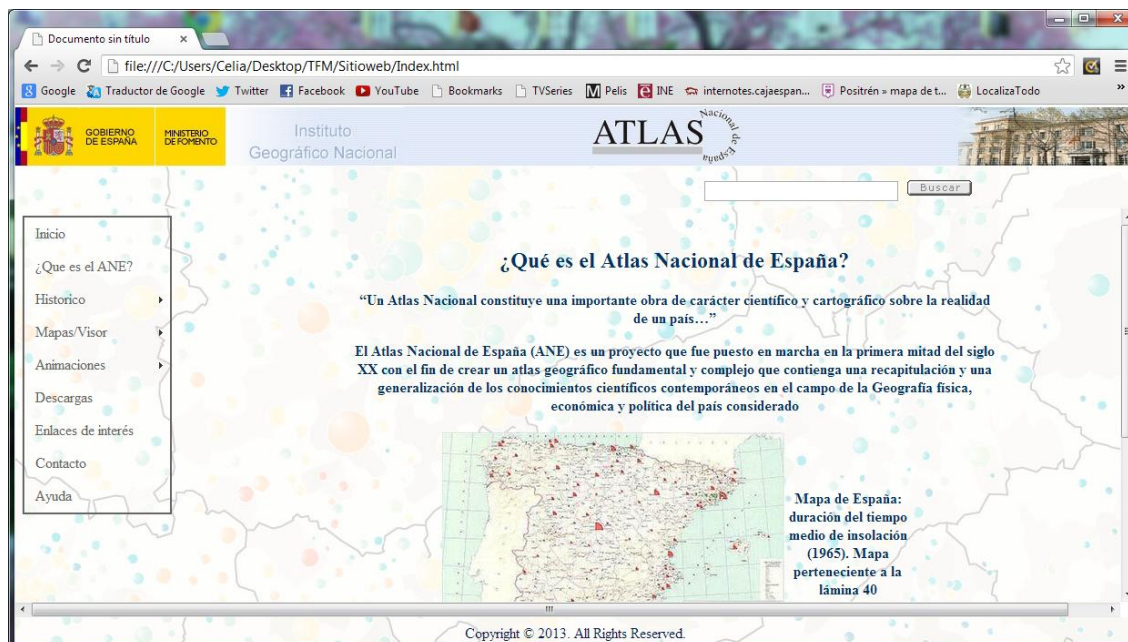 Documento sin título
file:///C:/Users/Celia/Desktop/TFM/Sitioweb/Index.html
Google Traductor de Google Twitter Facebook YouTube Bookmarks TVSeries Pelis INE internotes.cajaespan... Positrén » mapa de t... LocalizaTodo »
GOBIERNO
DE ESPAÑA
MINISTERIO
DE FOMENTO
Instituto
Geográfico Nacional
ATLAS
Nacional de España
Buscar
Inicio
¿Que es el ANE?
Historico
Mapas/Visor
Animaciones
Descargas
Enlaces de interés
Contacto
Ayuda
¿Qué es el Atlas Nacional de España?
“Un Atlas Nacional constituye una importante obra de carácter científico y cartográfico sobre la realidad
de un país…”
El Atlas Nacional de España (ANE) es un proyecto que fue puesto en marcha en la primera mitad del siglo
XX con el fin de crear un atlas geográfico fundamental y complejo que contienga una recapitulación y una
generalización de los conocimientos científicos contemporáneos en el campo de la Geografía física,
económica y política del país considerado
Mapa de España:
duración del tiempo
medio de insolación
(1965). Mapa
perteneciente a la
lámina 40
Copyright © 2013. All Rights Reserved.